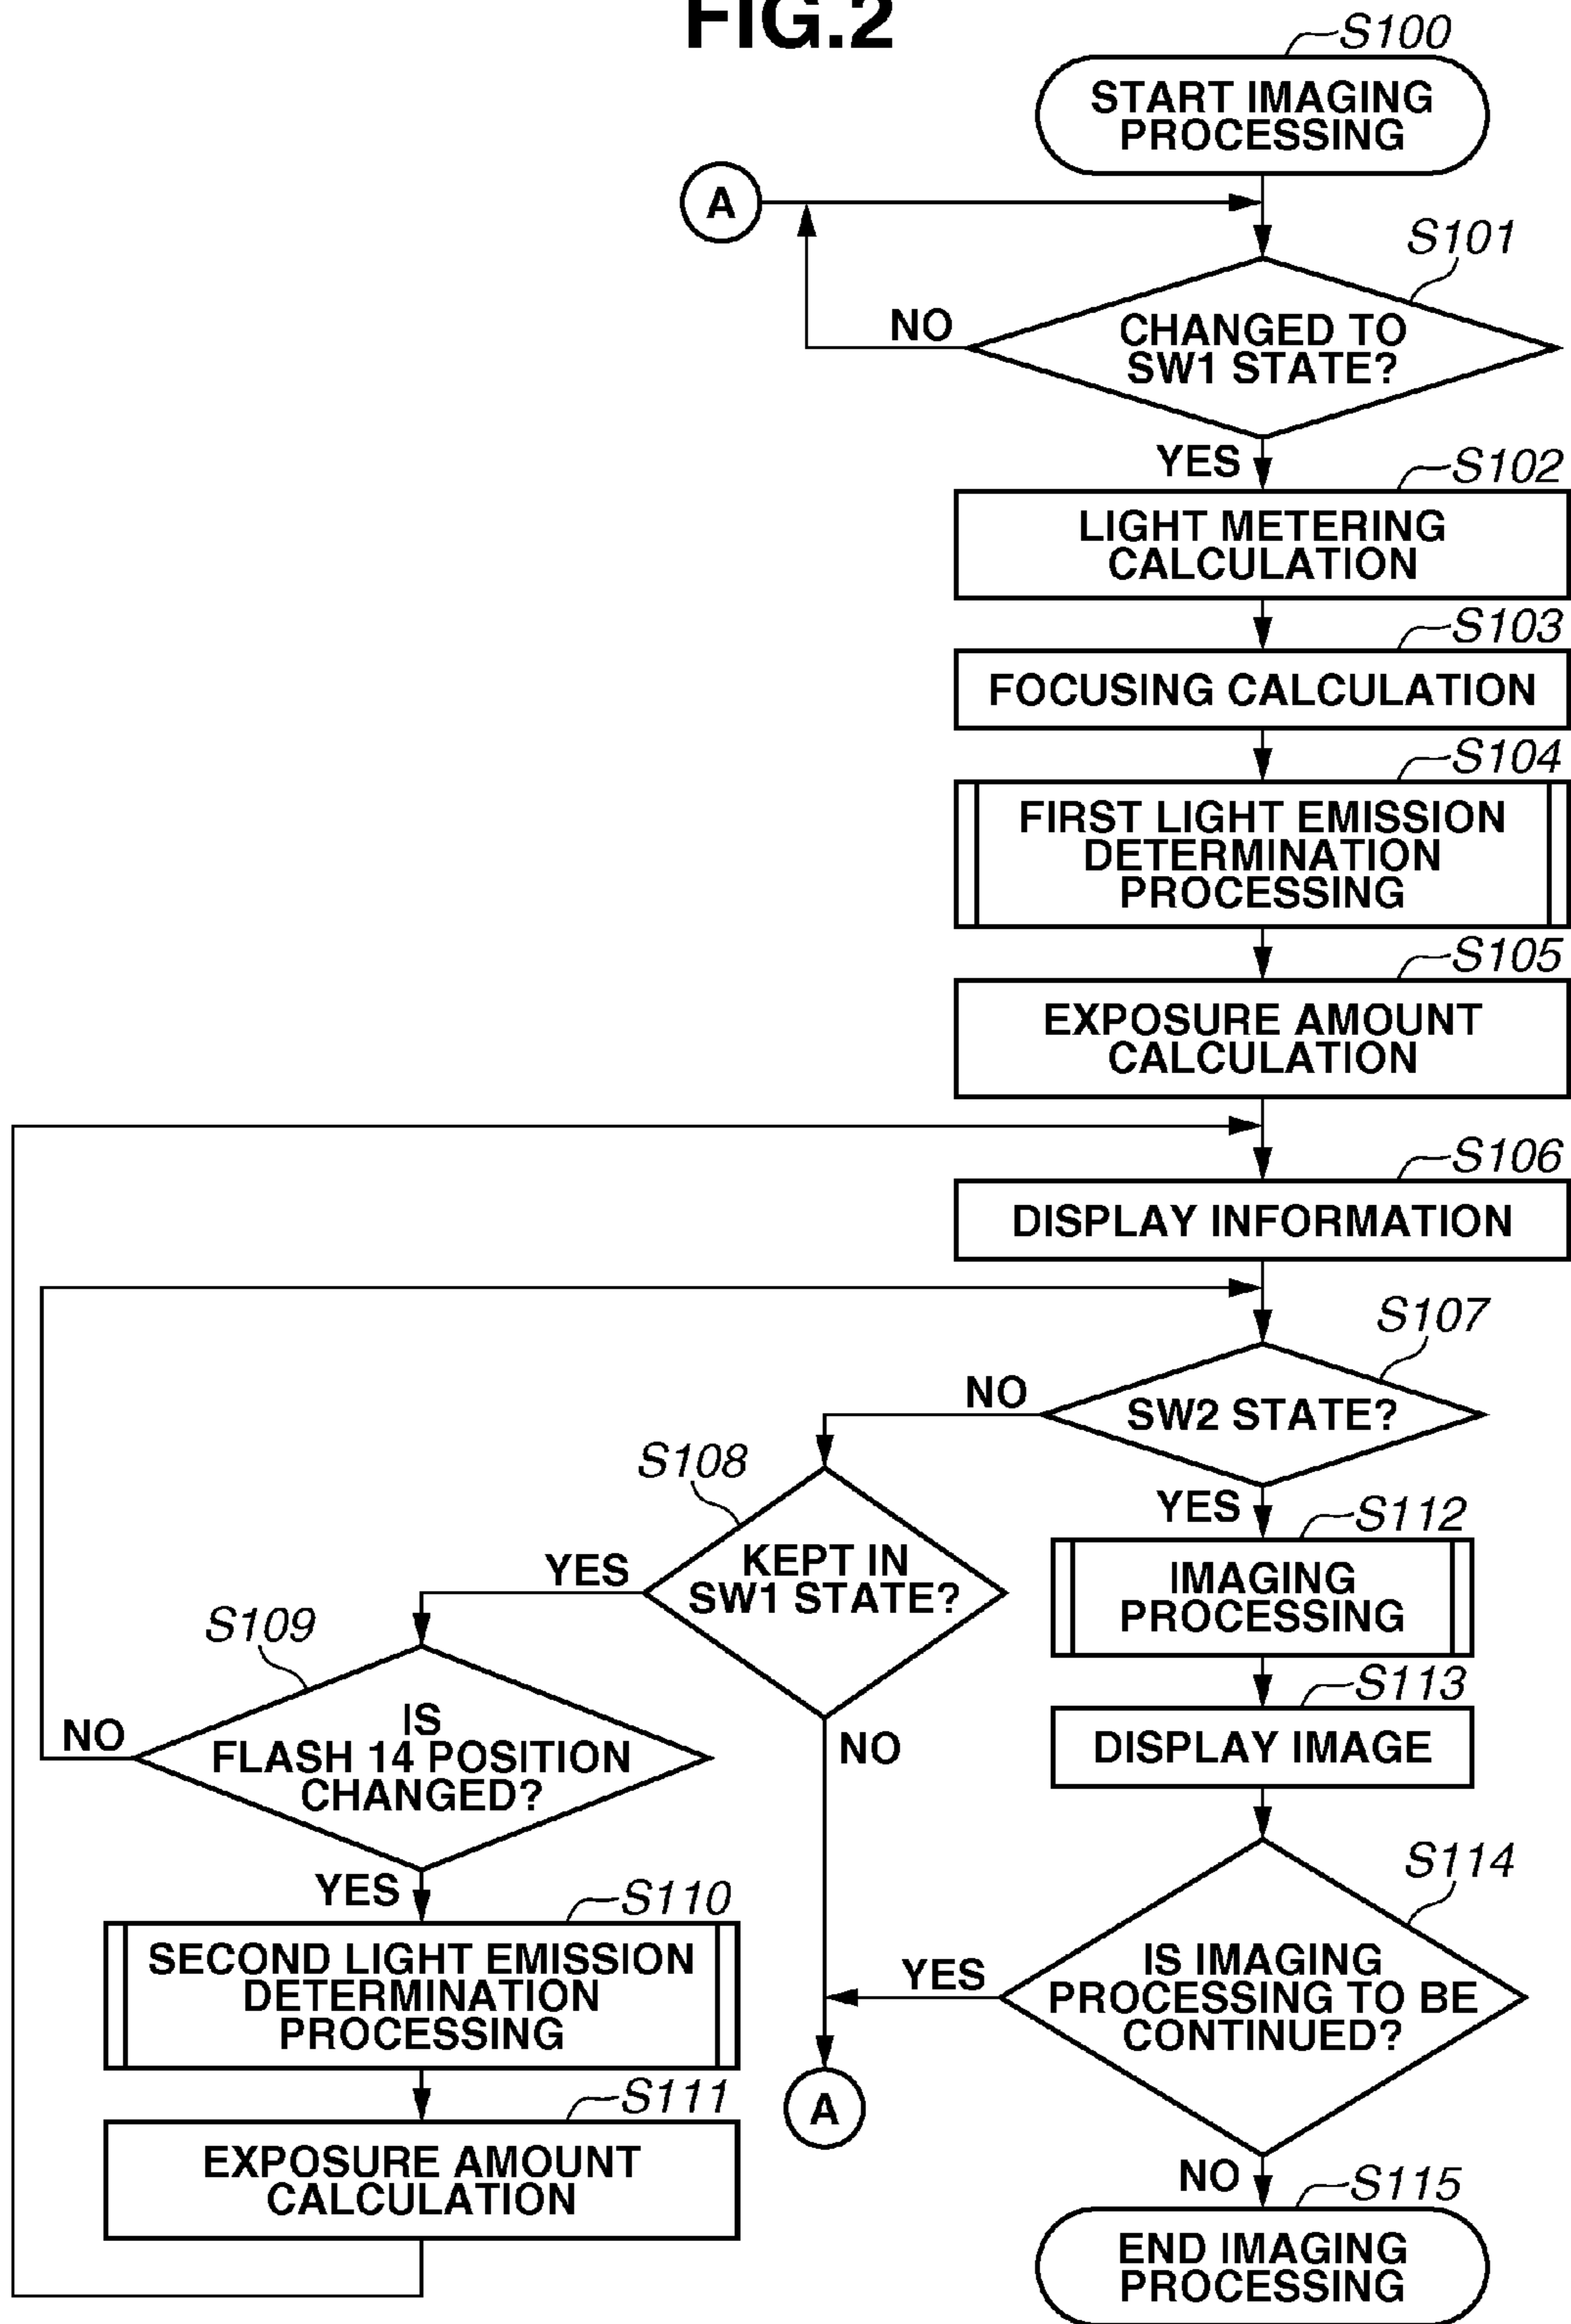 FIG.2
S100
START IMAGING
PROCESSING
A
S101
CHANGED TO
SW1 STATE?
NO
YES
S102
LIGHT METERING
CALCULATION
S103
FOCUSING CALCULATION
S104
FIRST LIGHT EMISSION
DETERMINATION
PROCESSING
S105
EXPOSURE AMOUNT
CALCULATION
S106
DISPLAY INFORMATION
S107
SW2 STATE?
NO
YES
S108
KEPT IN
SW1 STATE?
YES
NO
S109
IS
FLASH 14 POSITION
CHANGED?
NO
YES
S110
SECOND LIGHT EMISSION
DETERMINATION
PROCESSING
S111
EXPOSURE AMOUNT
CALCULATION
S112
IMAGING
PROCESSING
S113
DISPLAY IMAGE
S114
IS IMAGING
PROCESSING TO BE
CONTINUED?
YES
A
NO
S115
END IMAGING
PROCESSING